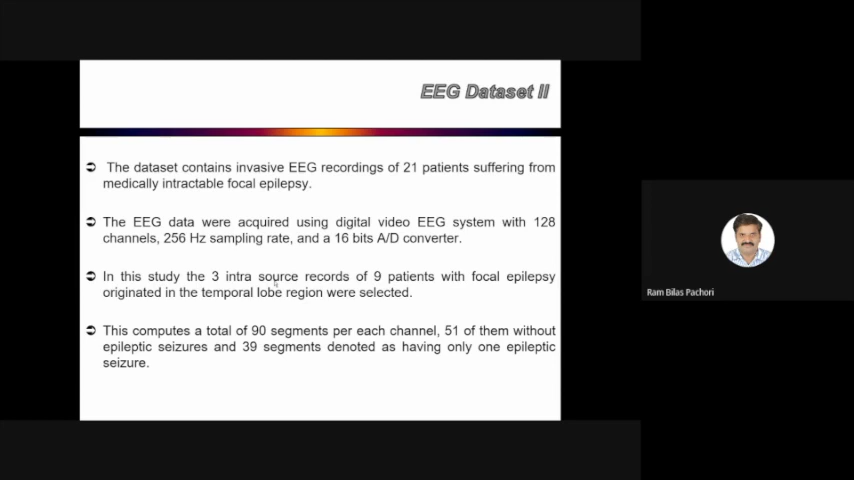 EEG Dataset II
The dataset contains invasive EEG recordings of 21 patients suffering from
medically intractable focal epilepsy.
The EEG data were acquired using digital video EEG system with 128
channels, 256 Hz sampling rate, and a 16 bits A/D converter.
In this study the 3 intra source records of 9 patients with focal epilepsy
originated in the temporal lobe region were selected.
This computes a total of 90 segments per each channel, 51 of them without
epileptic seizures and 39 segments denoted as having only one epileptic
seizure.
Ram Bilas Pachori